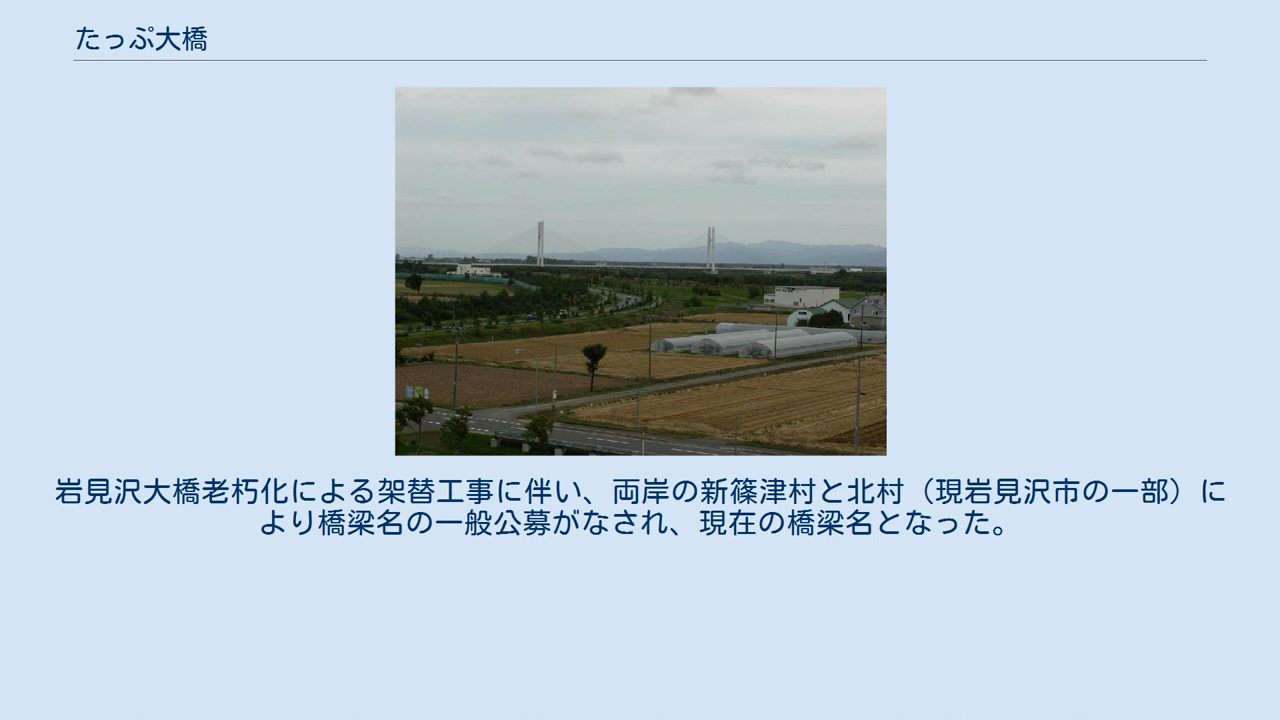 たっぷ大橋
岩見沢大橋老朽化による架替工事に伴い、両岸の新篠津村と北村（現岩見沢市の一部）に
より橋梁名の一般公募がなされ、現在の橋梁名となった。